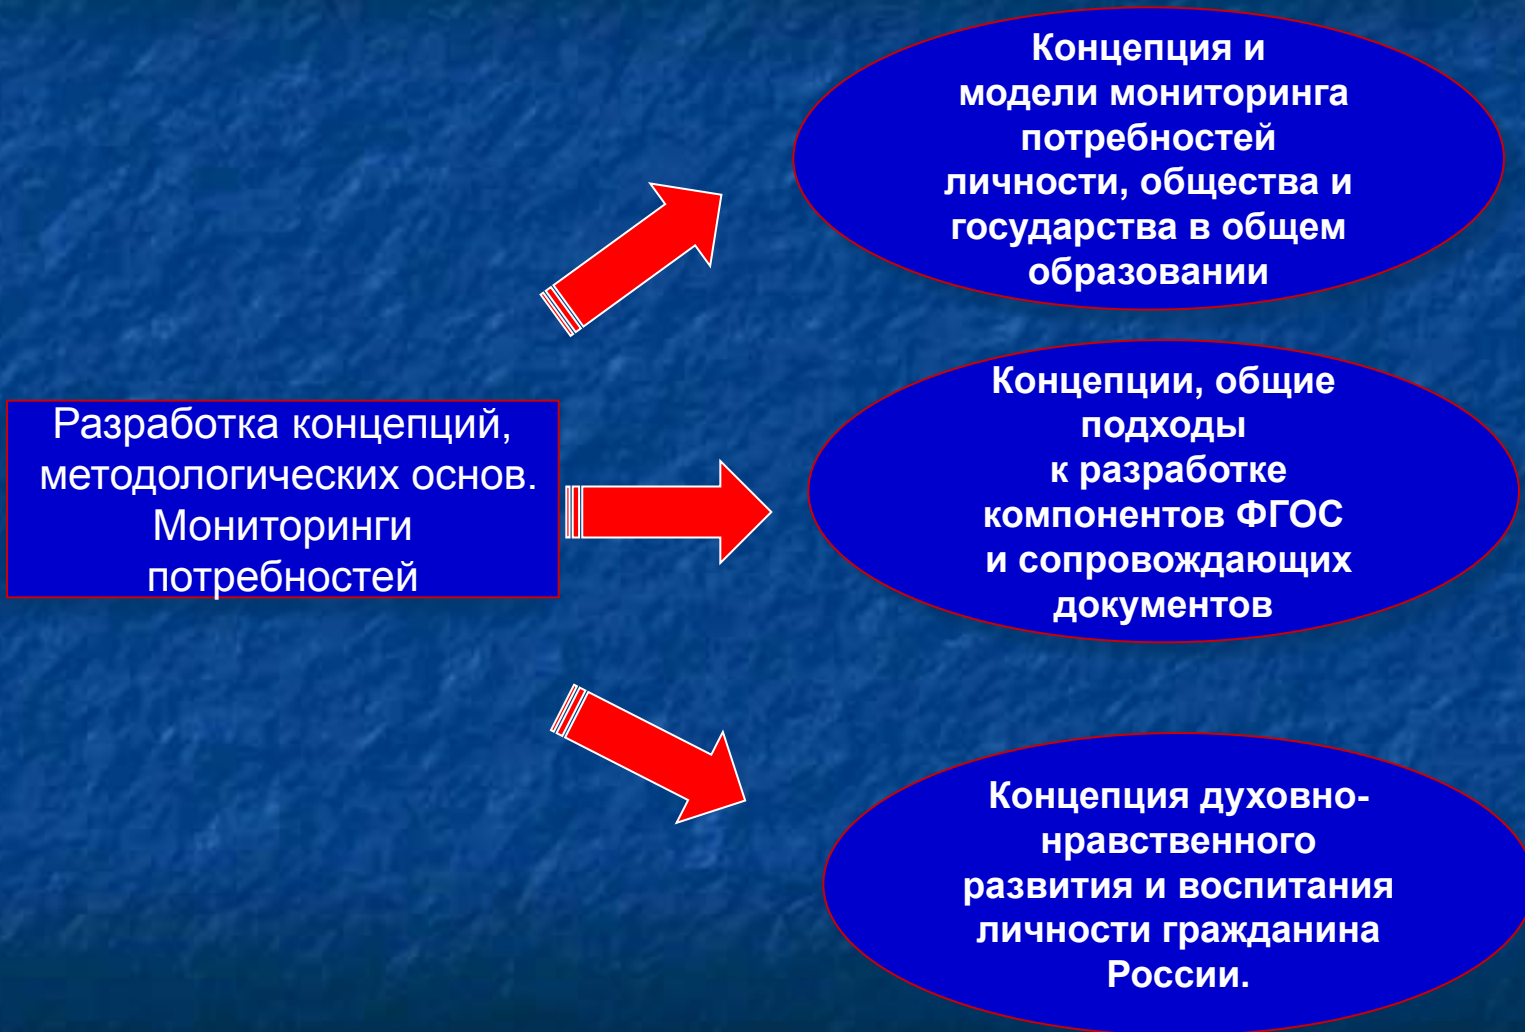 Разработка концепций,
методологических основ.
Мониторинги
потребностей
Концепция и
модели мониторинга
потребностей
личности, общества и
государства в общем
образовании
Концепции, общие
подходы
к разработке
компонентов ФГОС
и сопровождающих
документов
Концепция духовно-
нравственного
развития и воспитания
личности гражданина
России.